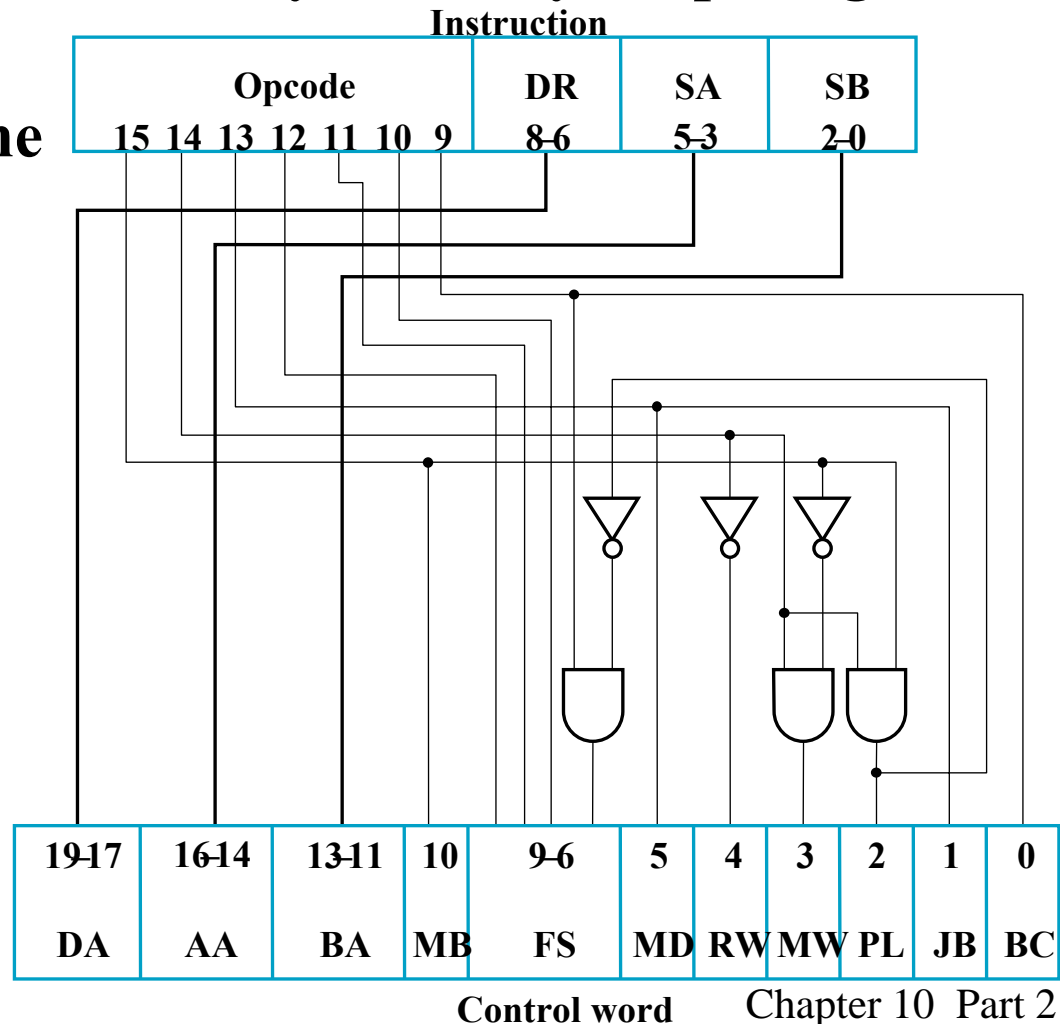 Instruction
Opcode DR SA SB
15 14 13 12 11 10 9 8–6 5–3 2–0
19–17 16–14 13–11 10 9–6 5 4 3 2 1 0
DA AA BA MB FS MD RW MW PL JB BC
Control word
Chapter 10 Part 2